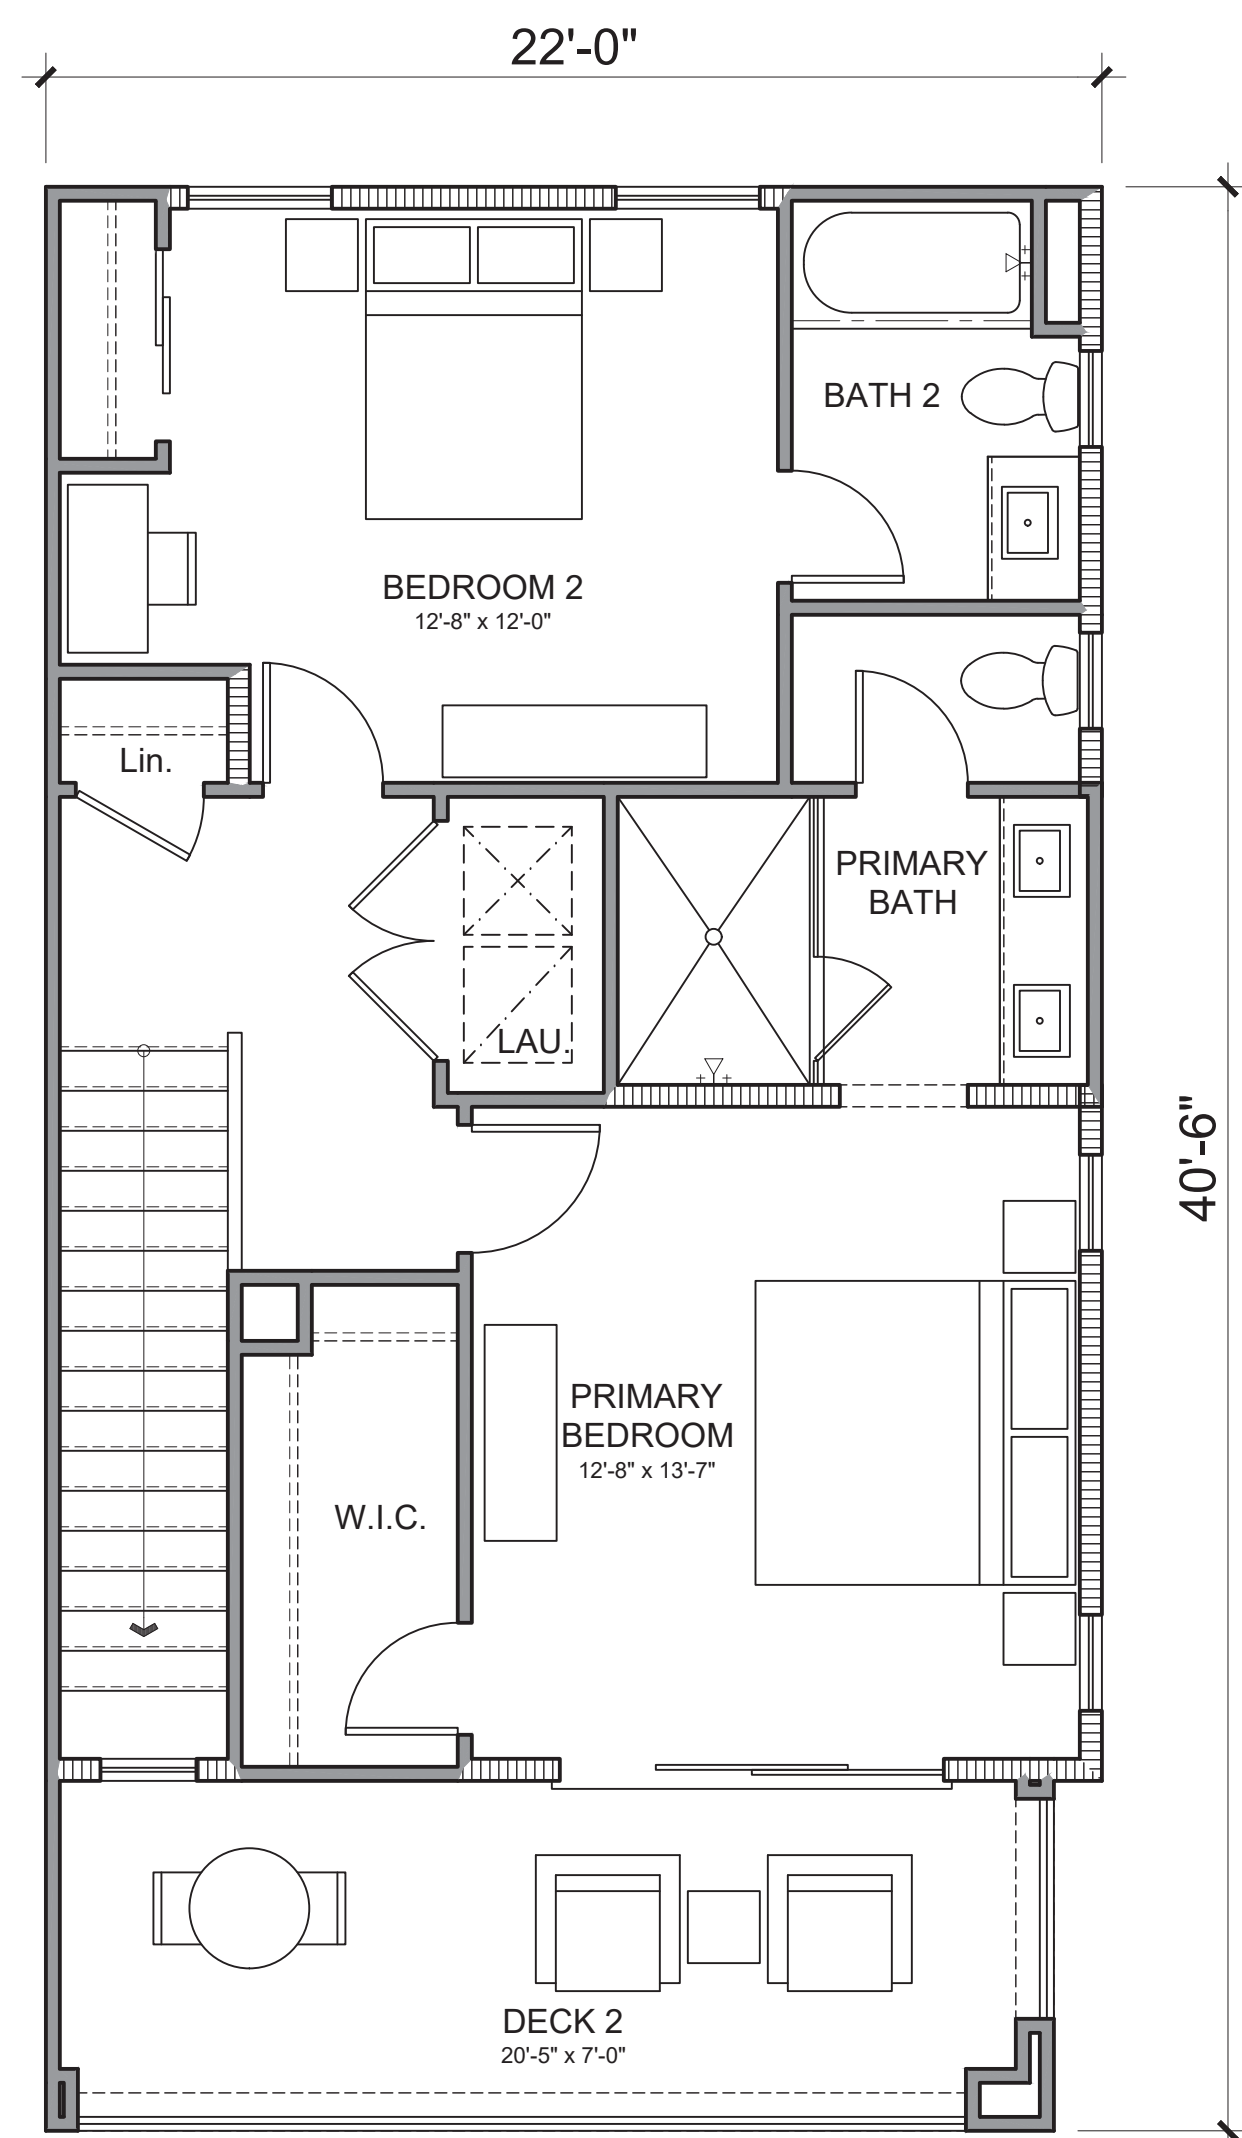 22'-0"
BATH 2
BEDROOM 2
12'-8" x 12'-0"
Lin.
PRIMARY
BATH
LAU.
40'-6"
PRIMARY
BEDROOM
12'-8" x 13'-7"
W.I.C.
DECK 2
20'-5" x 7'-0"